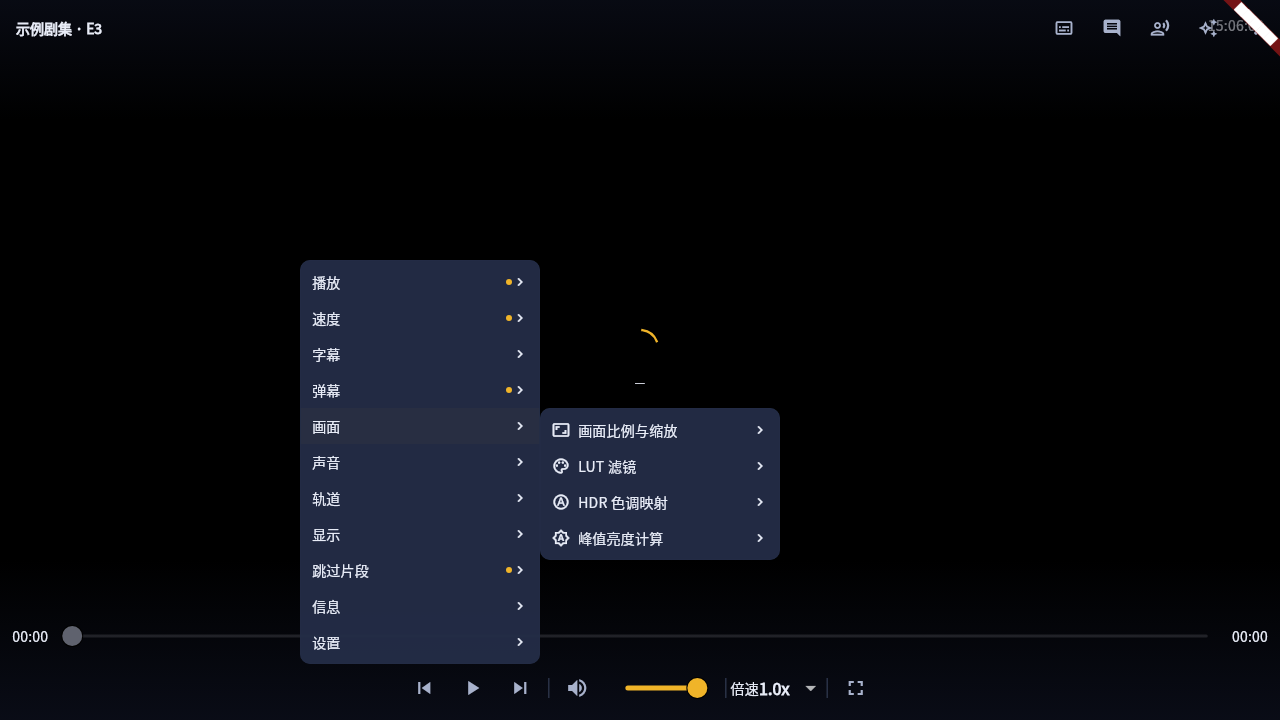 示例剧集 · E3
播放
速度
字幕
弹幕
画面
声音
轨道
显示
跳过片段
信息
设置
画面比例与缩放
LUT 滤镜
HDR 色调映射
峰值亮度计算
00:00
00:00
倍速1.0x